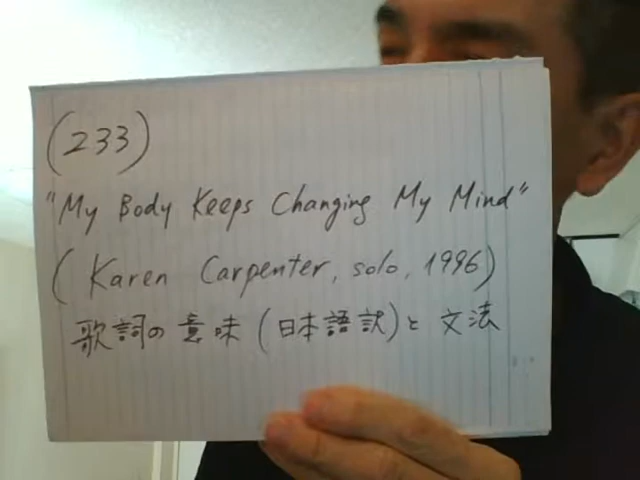 (233)
"My Body Keeps Changing My Mind"
(Karen Carpenter, solo, 1996)
歌詞の意味(日本語訳)と文法